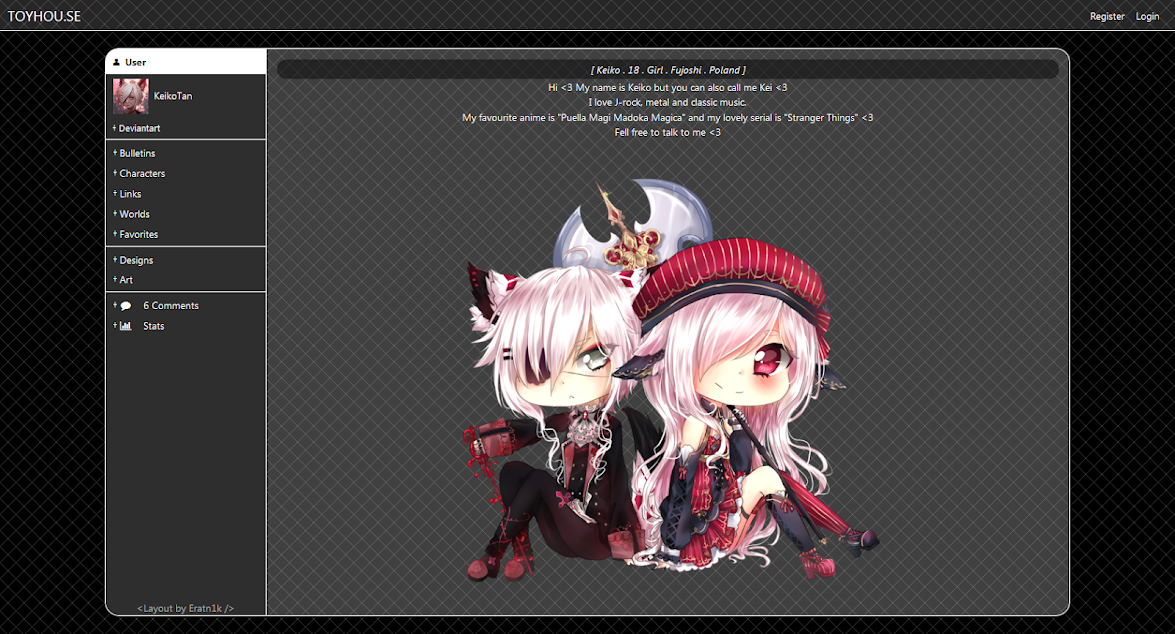 TOYHOU.SE
Register Login
User
KeikoTan
† Deviantart
† Bulletins
† Characters
† Links
† Worlds
† Favorites
† Designs
† Art
† 6 Comments
† Stats
<Layout by Eratn1k />
[ Keiko . 18 . Girl . Fujoshi . Poland ]
Hi <3 My name is Keiko but you can also call me Kei <3
I love J-rock, metal and classic music.
My favourite anime is "Puella Magi Madoka Magica" and my lovely serial is "Stranger Things" <3
Fell free to talk to me <3